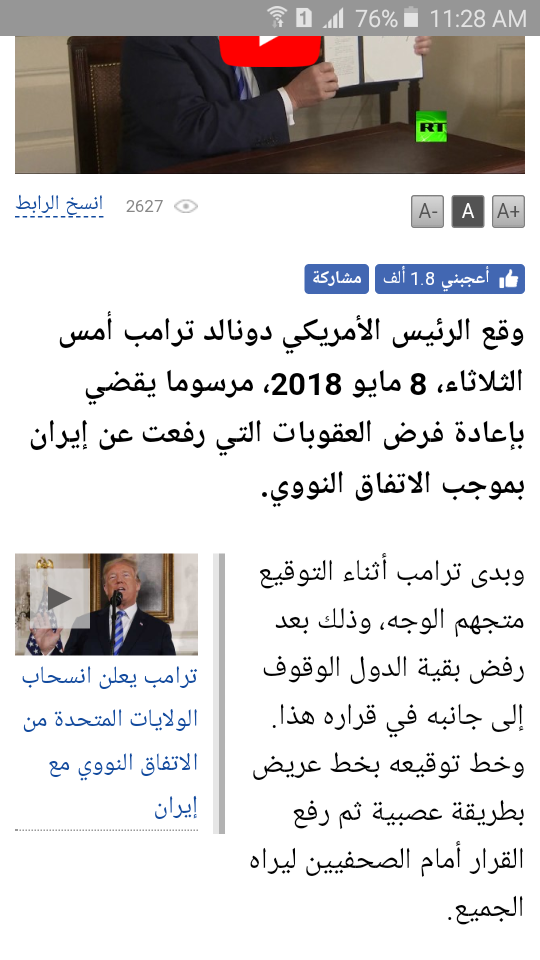 76% 11:28 AM
1
RT
انسخ الرابط
2627
A- A A+
مشاركة
أعجبني 1.8 ألف
وقع الرئيس الأمريكي دونالد ترامب أمس
الثلاثاء، 8 مايو 2018، مرسوما يقضي
بإعادة فرض العقوبات التي رفعت عن إيران
بموجب الاتفاق النووي.
وبدى ترامب أثناء التوقيع
متجهم الوجه، وذلك بعد
رفض بقية الدول الوقوف
إلى جانبه في قراره هذا.
وخط توقيعه بخط عريض
بطريقة عصبية ثم رفع
القرار أمام الصحفيين ليراه
الجميع.
ترامب يعلن انسحاب
الولايات المتحدة من
الاتفاق النووي مع
إيران